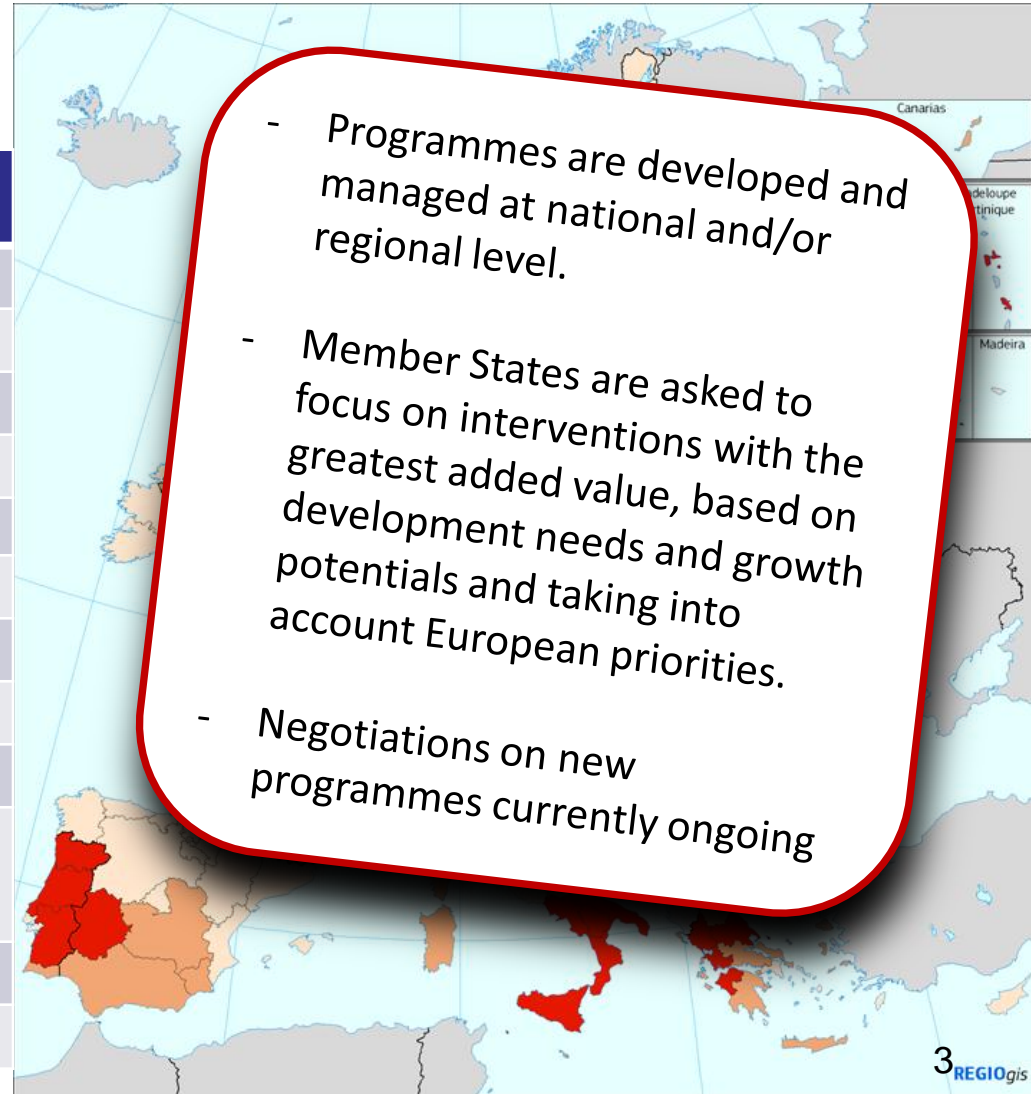 Canarias
deloupe
tinique
Madeira
- Programmes are developed and
managed at national and/or
regional level.
- Member States are asked to
focus on interventions with the
greatest added value, based on
development needs and growth
potentials and taking into
account European priorities.
- Negotiations on new
programmes currently ongoing
3
REGIOgis